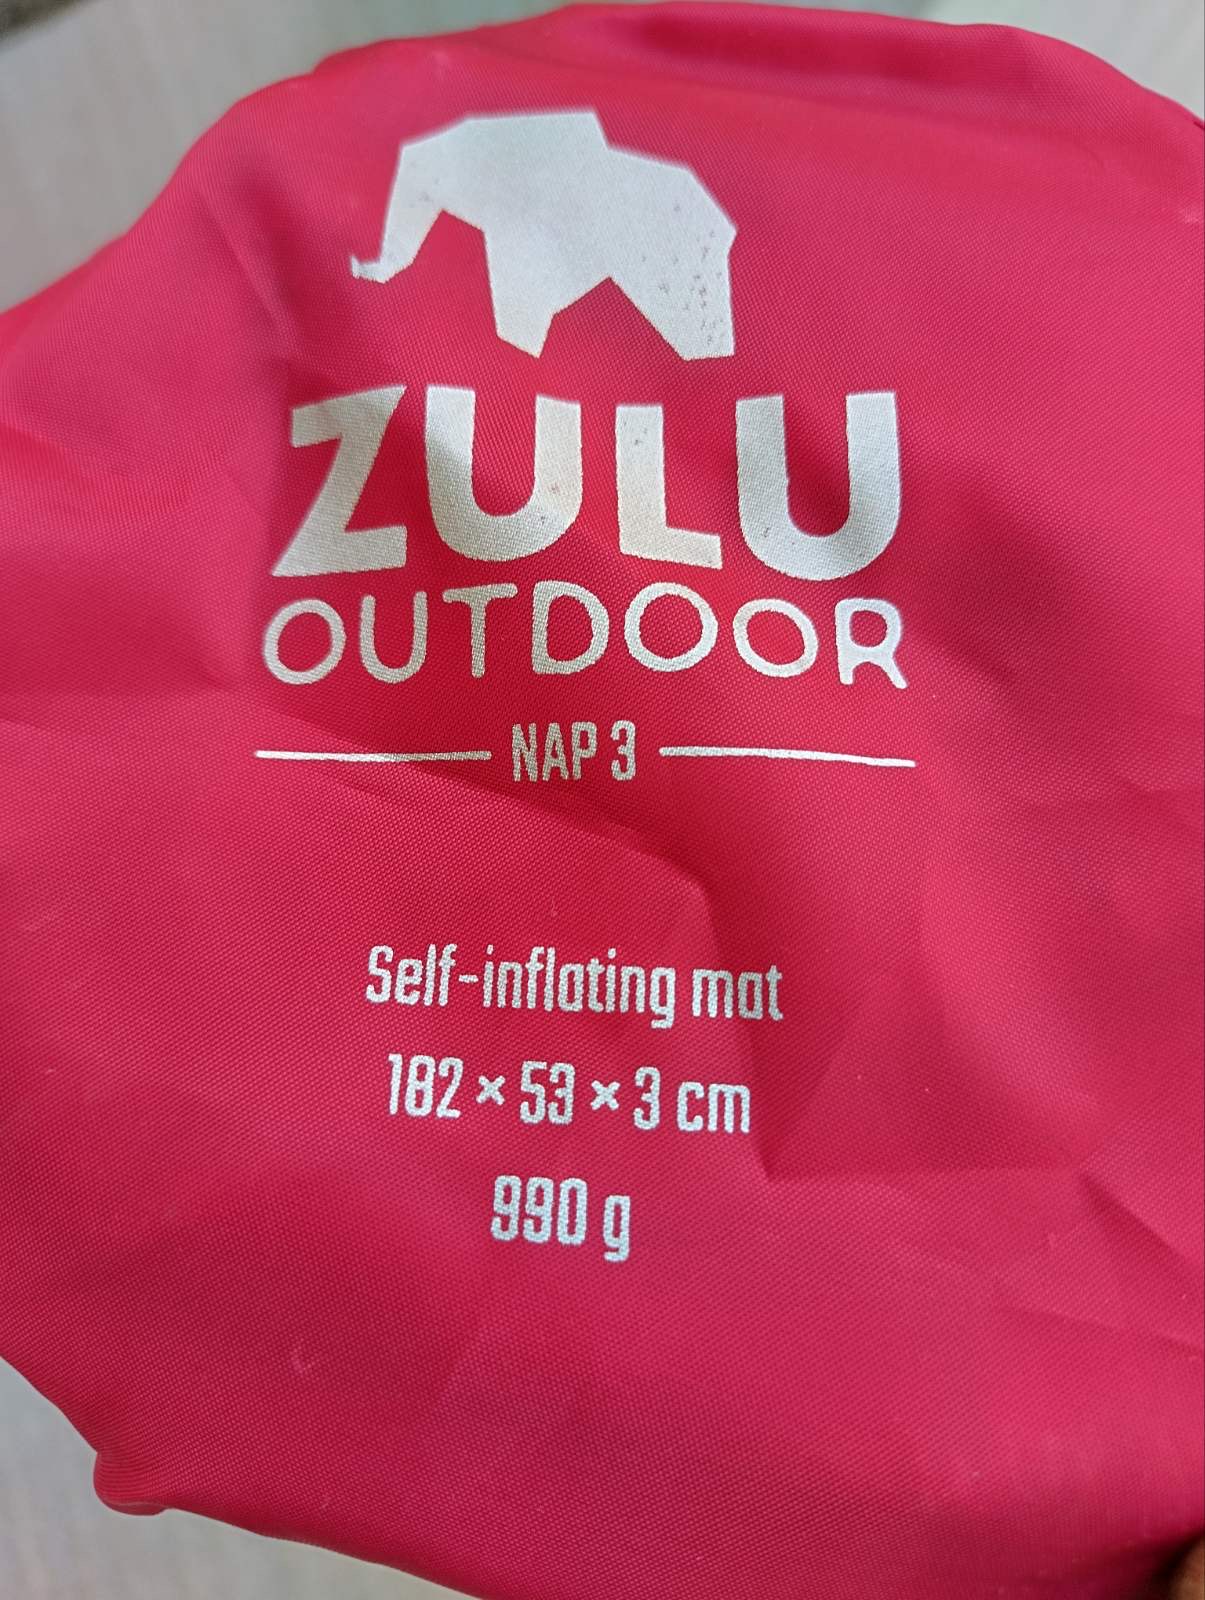 ZULU
OUTDOOR
NAP 3
Self-inflating mat
182 × 53 × 3 cm
990 g